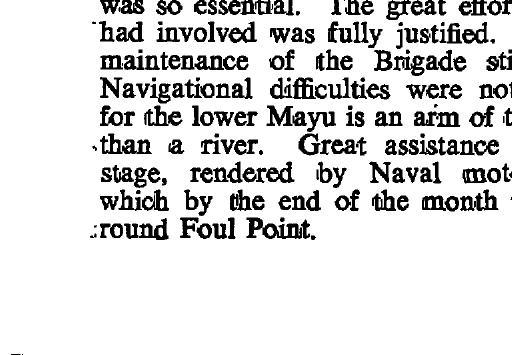 was so essential. The great effor
had involved was fully justified.
maintenance of the Brigade sti
Navigational difficulties were not
for the lower Mayu is an arm of t
than a river. Great assistance
stage, rendered by Naval mot
which by the end of the month
round Foul Point.